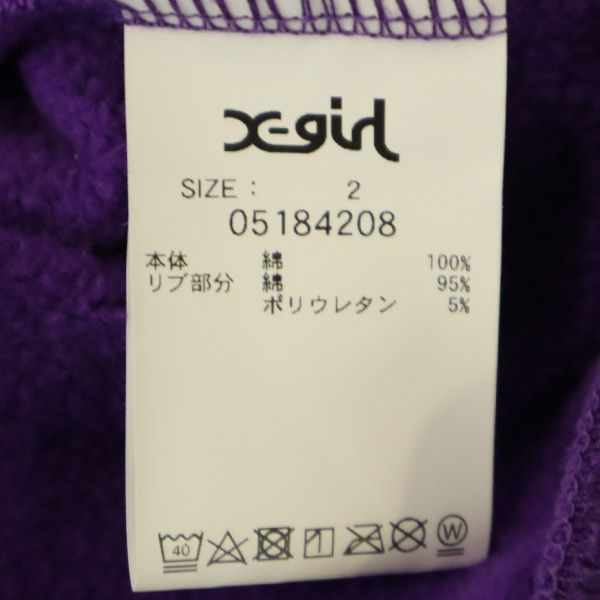 X-girl
SIZE : 2
05184208
本体 綿 100%
リブ部分 綿 95%
ポリウレタン 5%
40 W